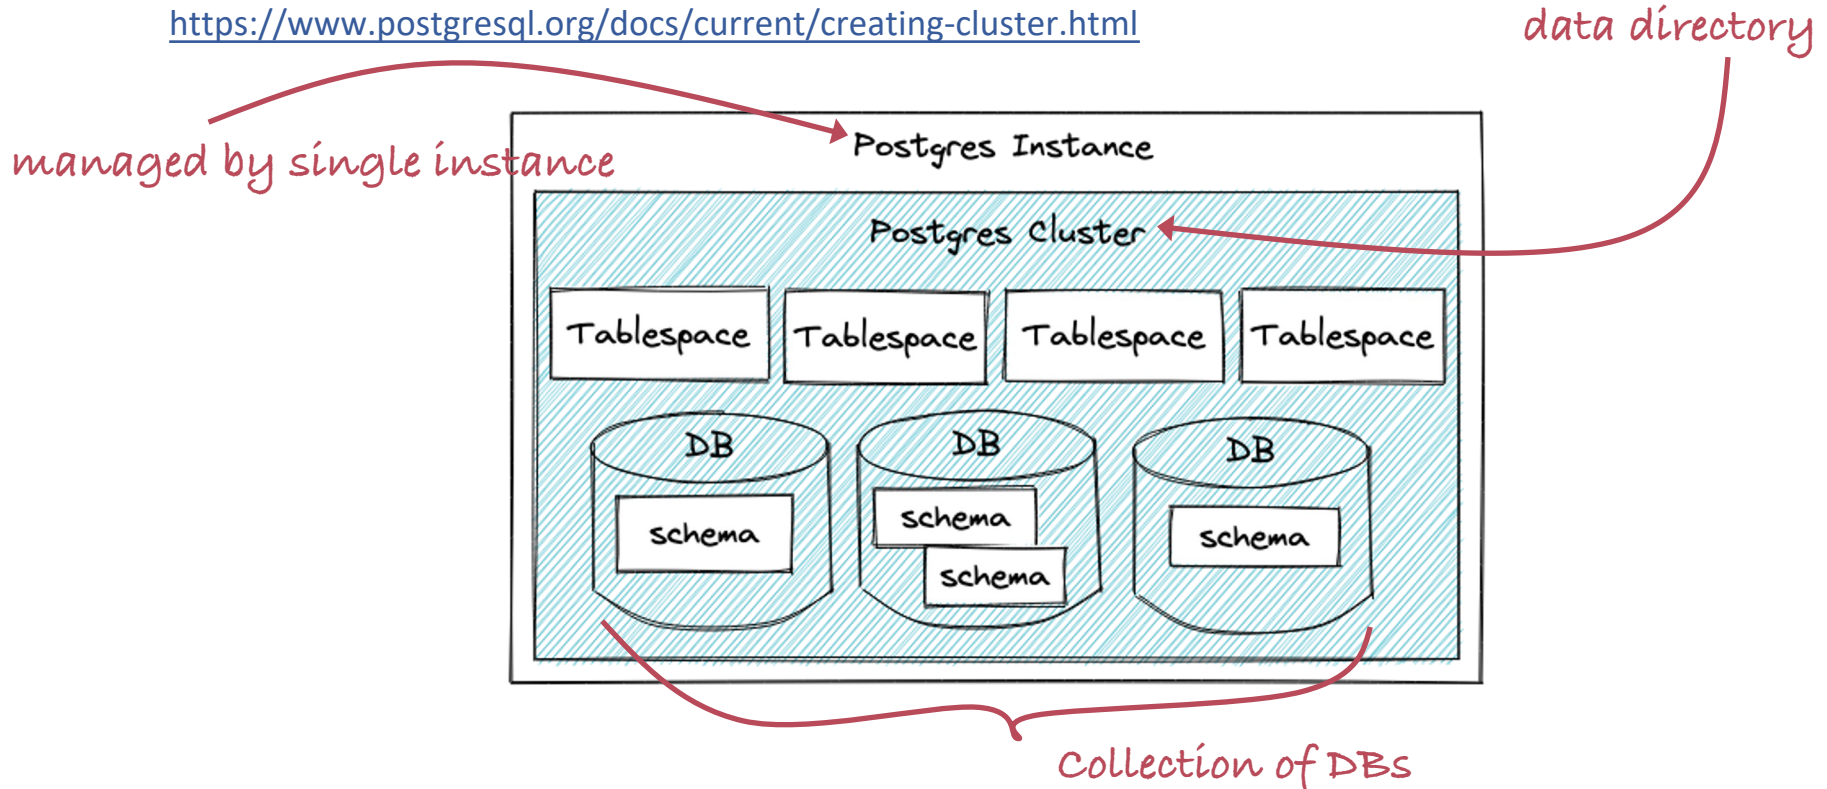 https://www.postgresql.org/docs/current/creating-cluster.html
data directory
managed by single instance
Postgres Instance
Postgres Cluster
Tablespace
Tablespace
Tablespace
Tablespace
DB
DB
DB
schema
schema
schema
schema
Collection of DBs